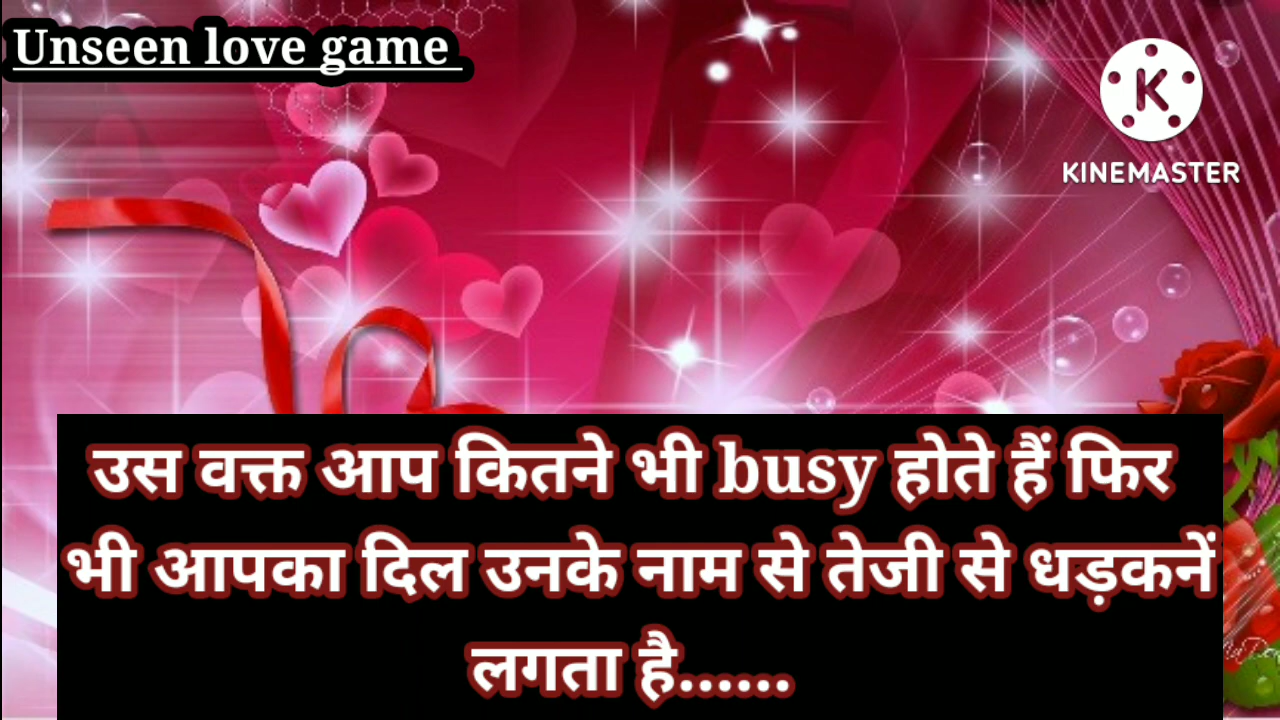 Unseen love game
K
KINEMASTER
उस वक्त आप कितने भी busy होते हैं फिर
भी आपका दिल उनके नाम से तेजी से धड़कनें
लगता है......